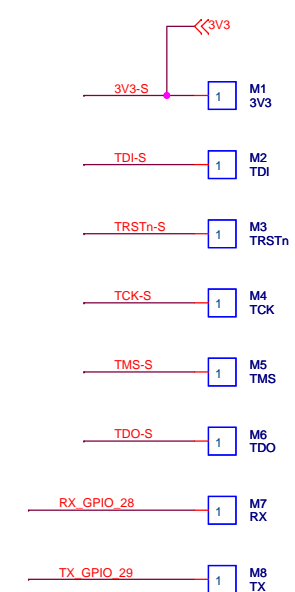 3V3
3V3-S
1
M1
3V3
TDI-S
1
M2
TDI
TRSTn-S
1
M3
TRSTn
TCK-S
1
M4
TCK
TMS-S
1
M5
TMS
TDO-S
1
M6
TDO
RX_GPIO_28
1
M7
RX
TX_GPIO_29
1
M8
TX